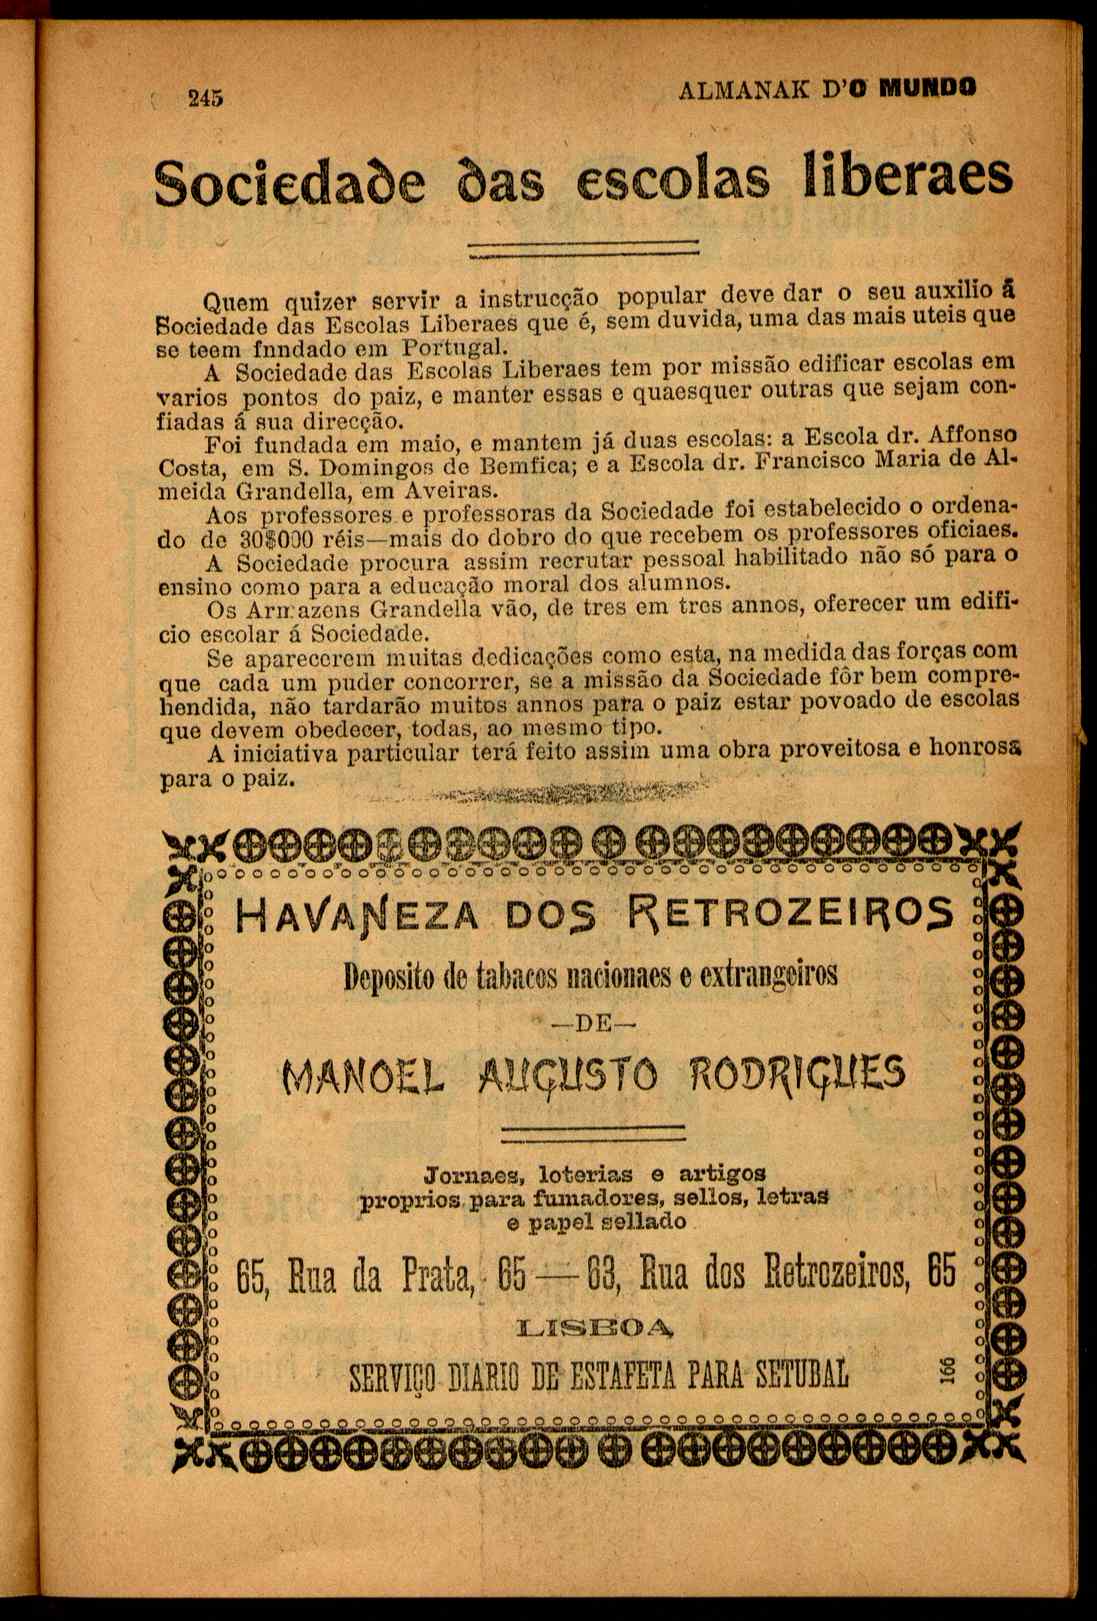 245
ALMANAK D'O MUNDO
Sociedade das escolas liberaes
Quem quizer servir a instrucção popular deve dar o seu auxilio á
Sociedade das Escolas Liberaes que é, sem duvida, uma das mais uteis que
se teem fnndado em Portugal.
A Sociedade das Escolas Liberaes tem por missão edificar escolas em
varios pontos do paiz, e manter essas e quaesquer outras que sejam con-
fiadas á sua direcção.
Foi fundada em maio, e mantem já duas escolas: a Escola dr. Affonso
Costa, em S. Domingos de Bemfica; e a Escola dr. Francisco Maria de Al-
meida Grandella, em Aveiras.
Aos professores e professoras da Sociedade foi estabelecido o ordena-
do de 30$000 réis—mais do dobro do que recebem os professores oficiaes.
A Sociedade procura assim recrutar pessoal habilitado não só para o
ensino como para a educação moral dos alumnos.
Os Armazens Grandella vão, de tres em tres annos, oferecer um edifi-
cio escolar á Sociedade.
Se aparecerem muitas dedicações como esta, na medida das forças com
que cada um puder concorrer, se a missão da Sociedade fôr bem compre-
hendida, não tardarão muitos annos para o paiz estar povoado de escolas
que devem obedecer, todas, ao mesmo tipo.
A iniciativa particular terá feito assim uma obra proveitosa e honrosa
para o paiz.
HAVANEZA DOS RETROZEIROS
Deposito de tabacos nacionaes e extrangeiros
—DE—
MANOEL AUGUSTO RODRIGUES
Jornaes, loterias e artigos
proprios para fumadores, sellos, letras
e papel sellado
65, Rua da Prata, 65 — 63, Rua dos Retrozeiros, 65
LISBOA
SERVIÇO DIARIO DE ESTAFETA PARA SETUBAL
166